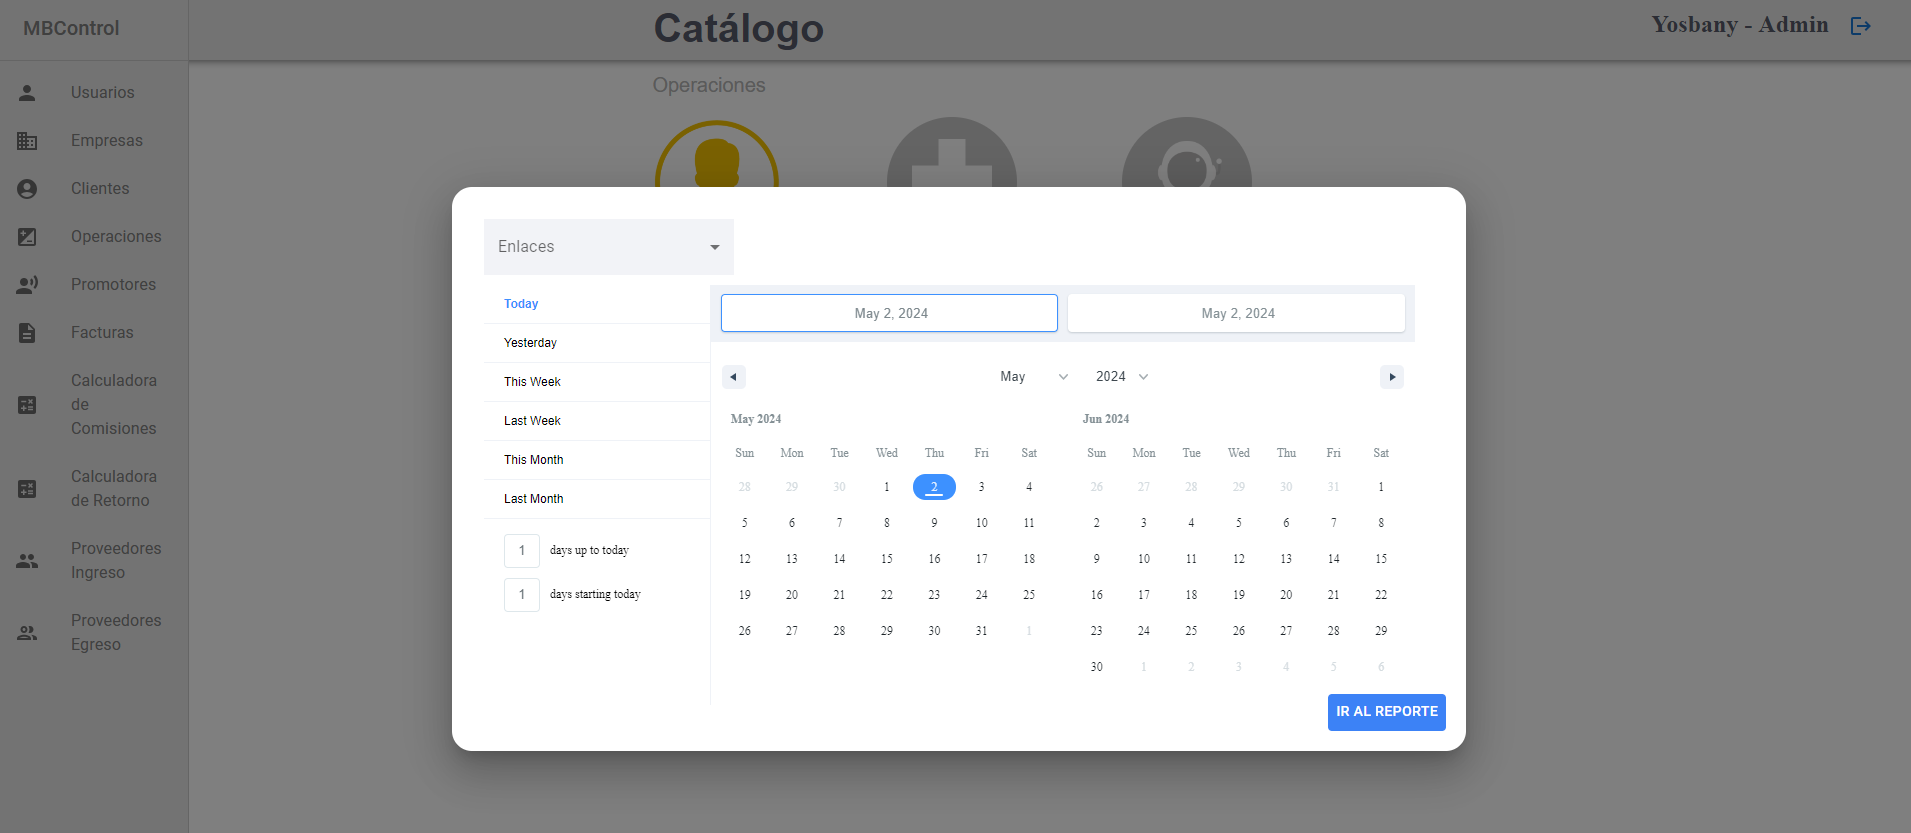 MBControl
Catálogo
Yosbany - Admin
Usuarios
Empresas
Clientes
Operaciones
Promotores
Facturas
Calculadora
de
Comisiones
Calculadora
de Retorno
Proveedores
Ingreso
Proveedores
Egreso
Operaciones
Enlaces
Today
Yesterday
This Week
Last Week
This Month
Last Month
1 days up to today
1 days starting today
May 2, 2024 May 2, 2024
May 2024
May 2024
Sun Mon Tue Wed Thu Fri Sat
28 29 30 1 2 3 4
5 6 7 8 9 10 11
12 13 14 15 16 17 18
19 20 21 22 23 24 25
26 27 28 29 30 31 1
Jun 2024
Sun Mon Tue Wed Thu Fri Sat
26 27 28 29 30 31 1
2 3 4 5 6 7 8
9 10 11 12 13 14 15
16 17 18 19 20 21 22
23 24 25 26 27 28 29
30 1 2 3 4 5 6
IR AL REPORTE